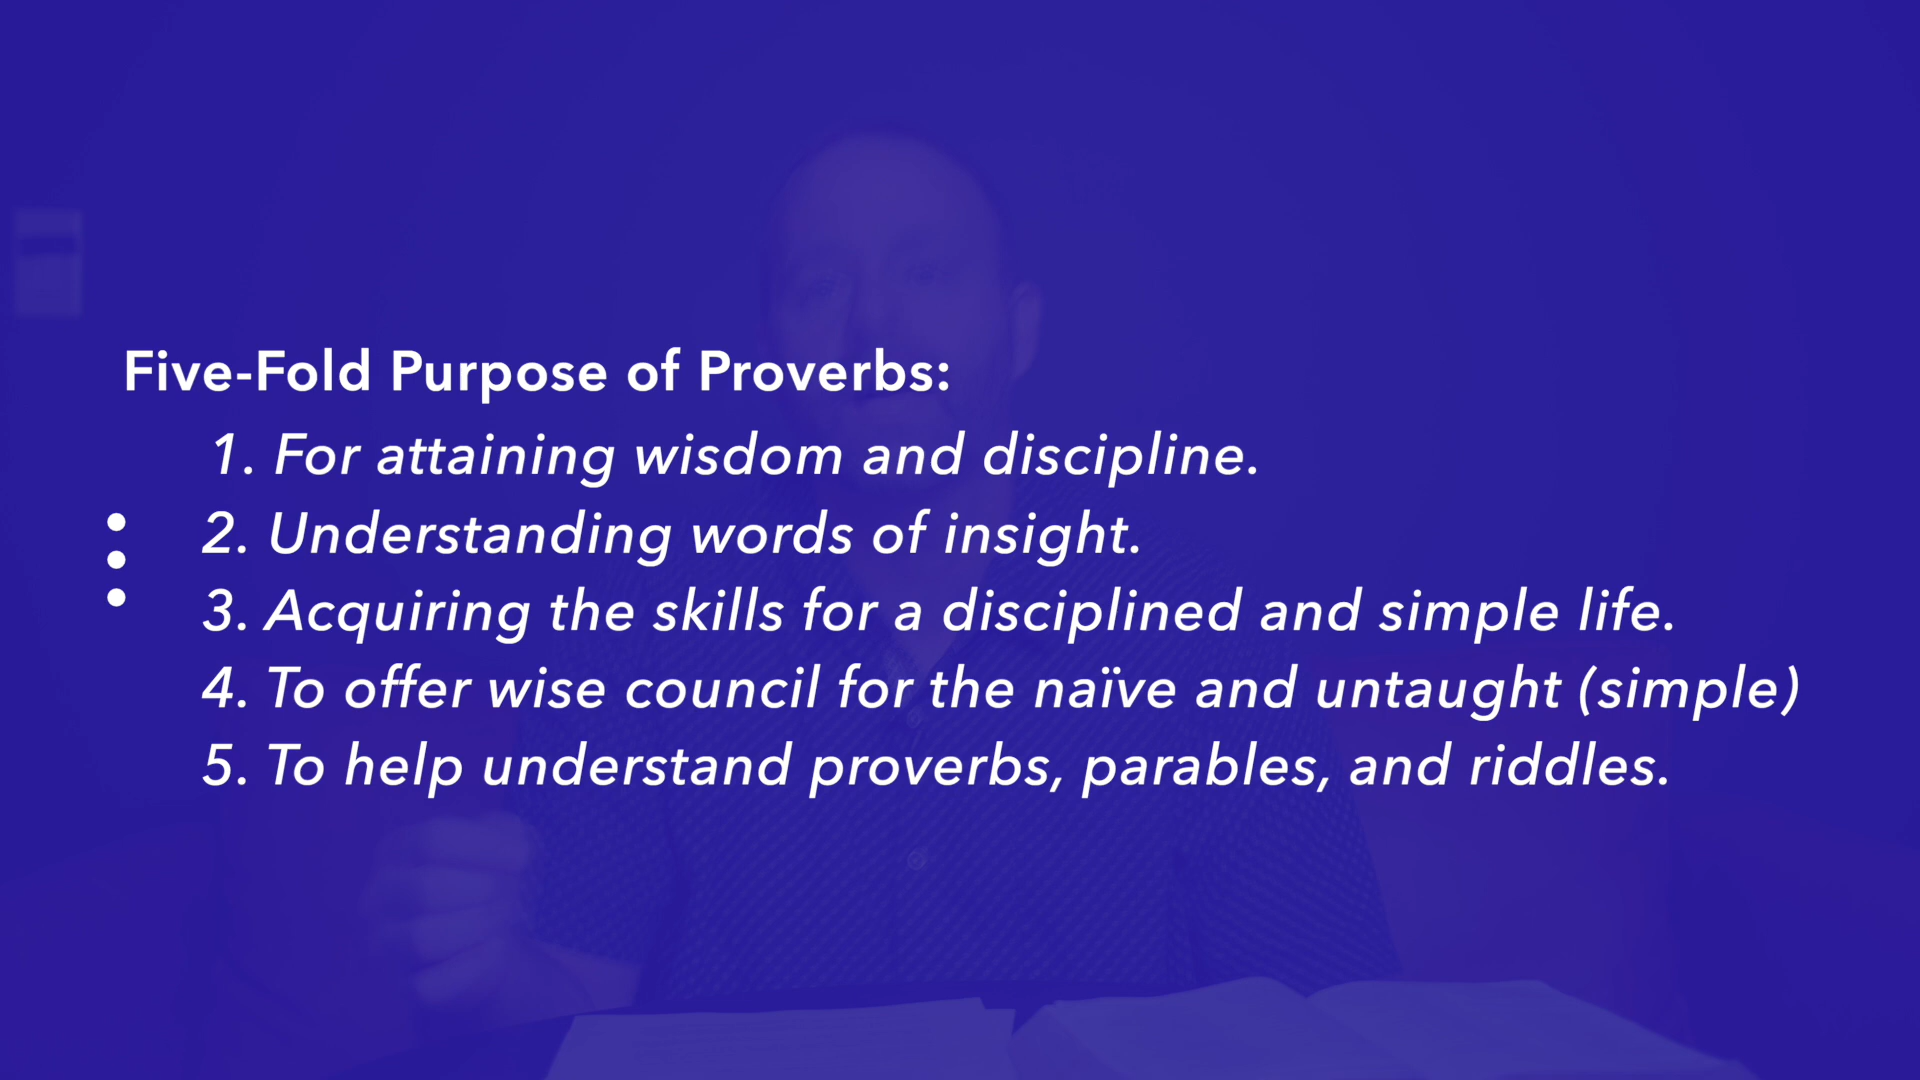 Five-Fold Purpose of Proverbs:
1. For attaining wisdom and discipline.
2. Understanding words of insight.
3. Acquiring the skills for a disciplined and simple life.
4. To offer wise council for the naïve and untaught (simple)
5. To help understand proverbs, parables, and riddles.